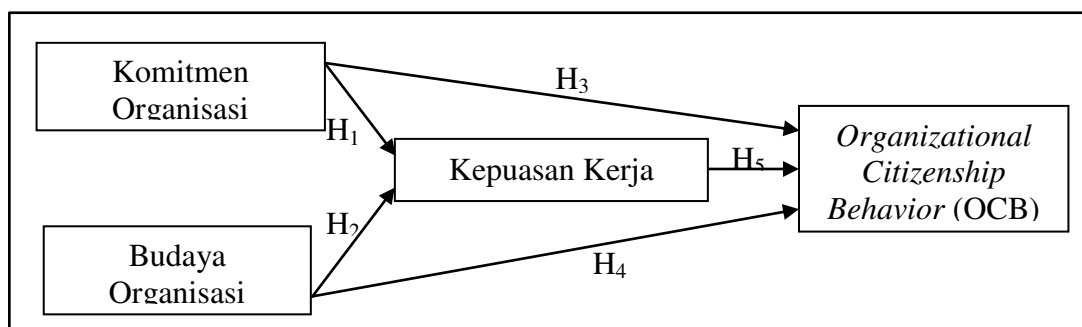 Komitmen
Organisasi
H3
H1
Kepuasan Kerja
H5
Organizational
Citizenship
Behavior (OCB)
H2
Budaya
Organisasi
H4